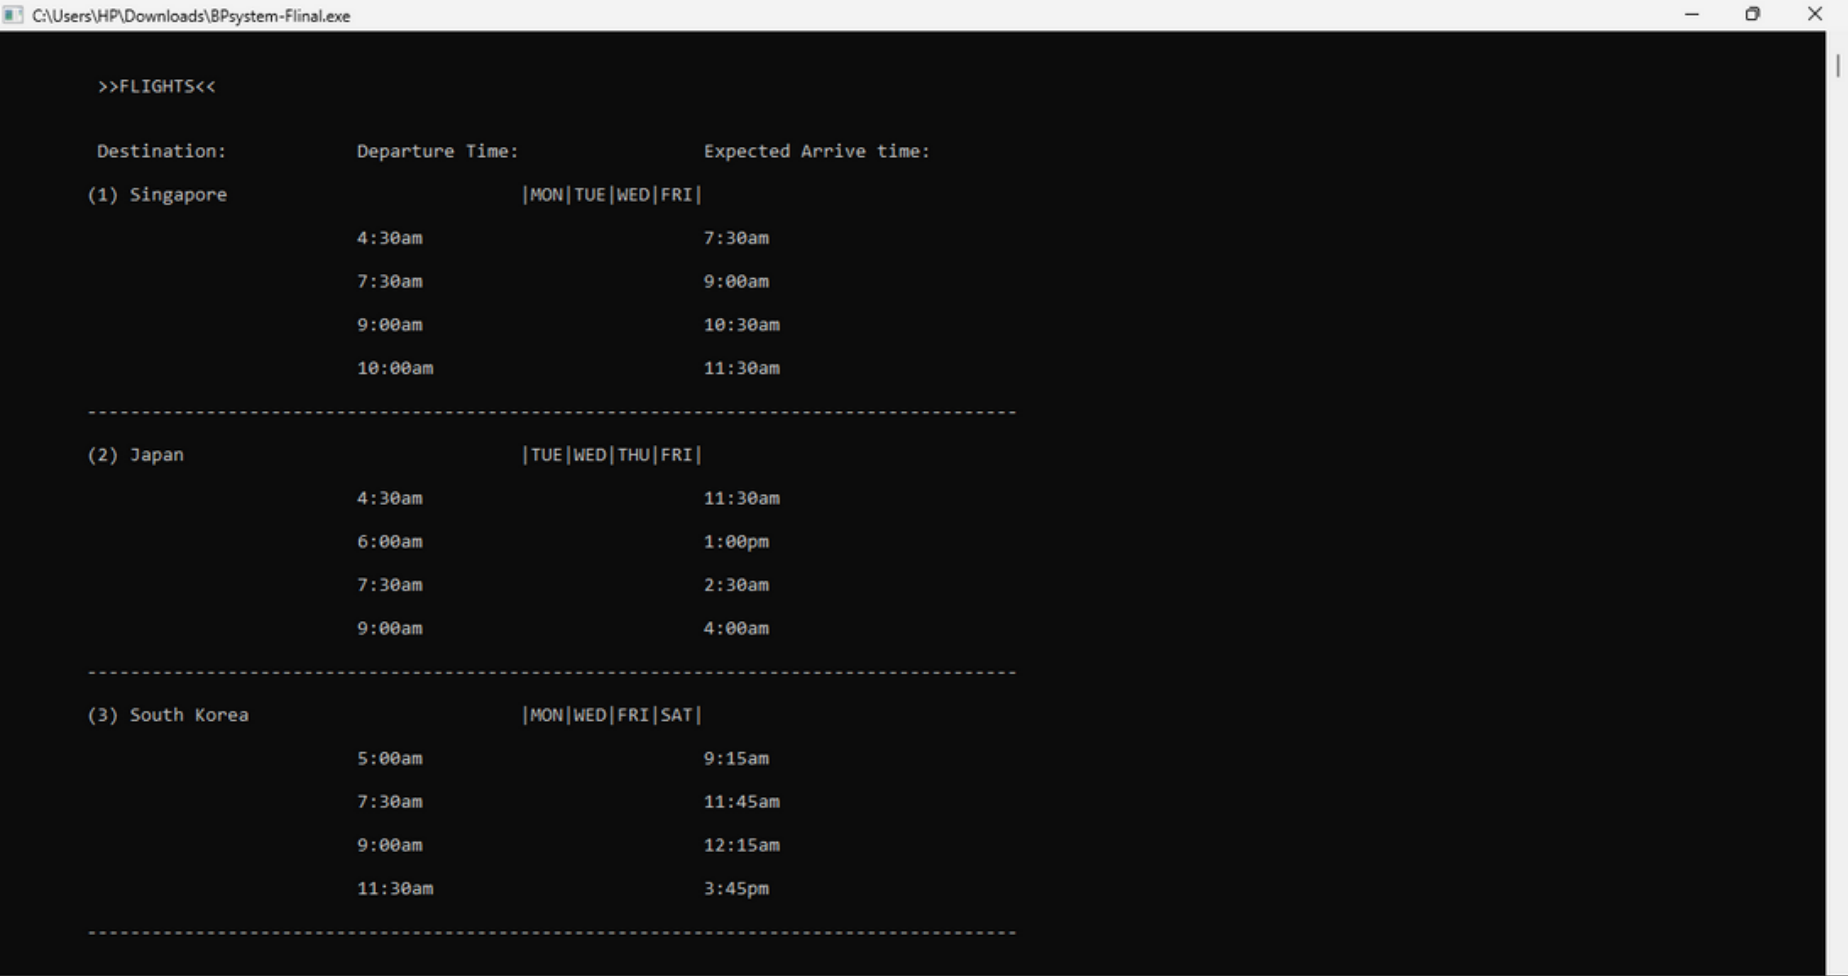 C:\Users\HP\Downloads\BPsystem-Flinal.exe
>>FLIGHTS<<
Destination: Departure Time: Expected Arrive time:
(1) Singapore |MON|TUE|WED|FRI|
4:30am 7:30am
7:30am 9:00am
9:00am 10:30am
10:00am 11:30am
--------------------------------------------------------------------------------------
(2) Japan |TUE|WED|THU|FRI|
4:30am 11:30am
6:00am 1:00pm
7:30am 2:30am
9:00am 4:00am
--------------------------------------------------------------------------------------
(3) South Korea |MON|WED|FRI|SAT|
5:00am 9:15am
7:30am 11:45am
9:00am 12:15am
11:30am 3:45pm
--------------------------------------------------------------------------------------